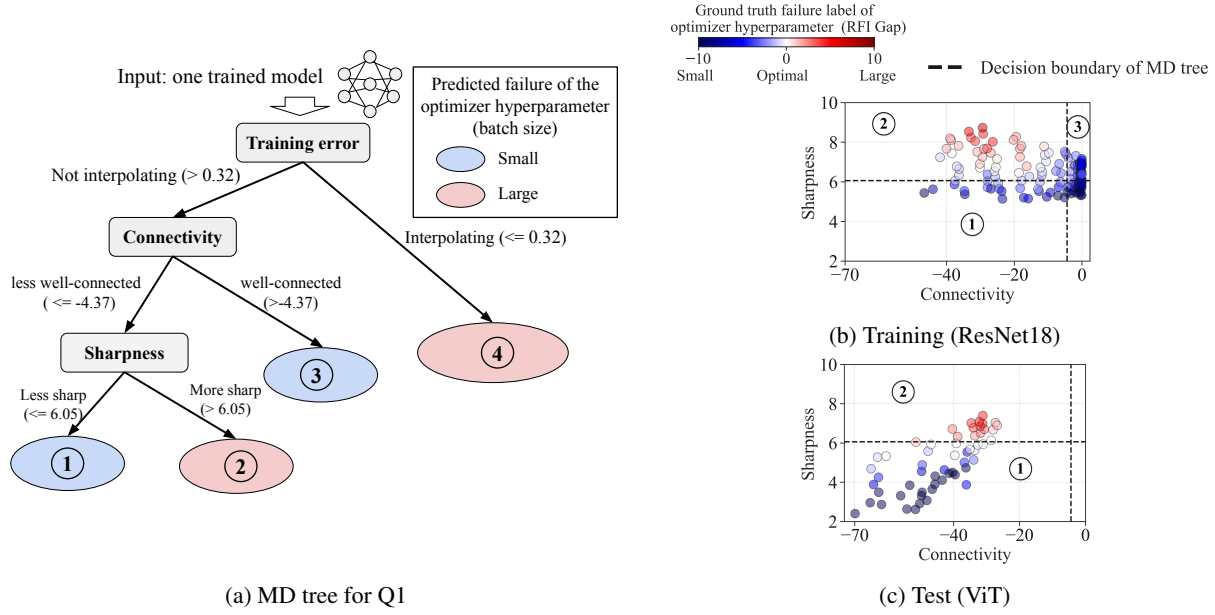 Input: one trained model
Predicted failure of the
optimizer hyperparameter
(batch size)
Small
Large
Training error
Not interpolating (> 0.32)
Interpolating (<= 0.32)
Connectivity
less well-connected
( <= -4.37)
well-connected
(>-4.37)
Sharpness
Less sharp
(<= 6.05)
More sharp
(> 6.05)
1
2
3
4
(a) MD tree for Q1
Ground truth failure label of
optimizer hyperparameter (RFI Gap)
−10 0 10
Small Optimal Large
Decision boundary of MD tree
10
8
6
4
2
Sharpness
2
3
1
−70 −40 −20 0
Connectivity
(b) Training (ResNet18)
10
8
6
4
2
Sharpness
2
1
−70 −40 −20 0
Connectivity
(c) Test (ViT)